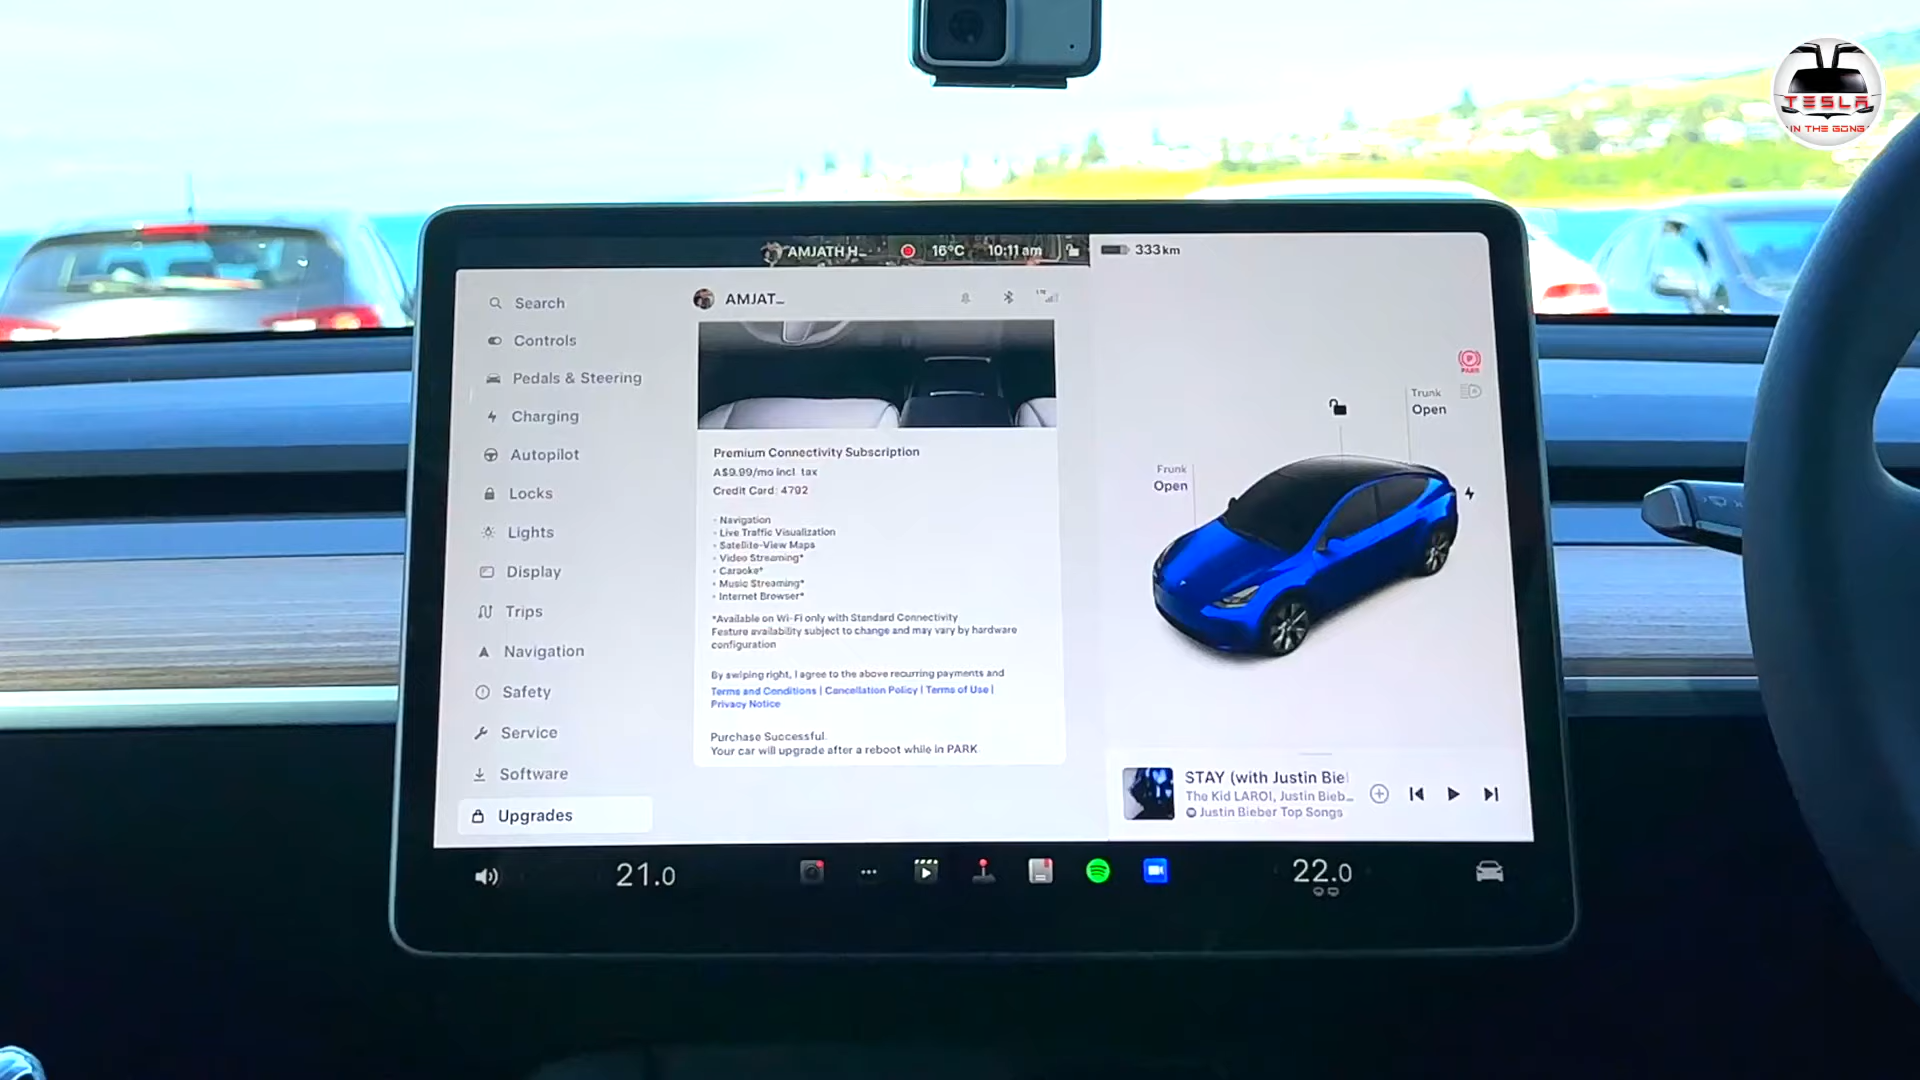 TESLA
IN THE GONG
AMJATH H...
16°C
10:11 am
333 km
Search
Controls
Pedals & Steering
Charging
Autopilot
Locks
Lights
Display
Trips
Navigation
Safety
Service
Software
Upgrades
AMJAT...
LTE
Premium Connectivity Subscription
A$9.99/mo incl. tax
Credit Card: 4792
- Navigation
- Live Traffic Visualization
- Satellite-View Maps
- Video Streaming*
- Caraoke*
- Music Streaming*
- Internet Browser*
*Available on Wi-Fi only with Standard Connectivity
Feature availability subject to change and may vary by hardware
configuration
By swiping right, I agree to the above recurring payments and
Terms and Conditions | Cancellation Policy | Terms of Use |
Privacy Notice
Purchase Successful.
Your car will upgrade after a reboot while in PARK
PARK
Trunk
Open
Frunk
Open
STAY (with Justin Bie
The Kid LAROI, Justin Bieb...
Justin Bieber Top Songs
21.0
22.0